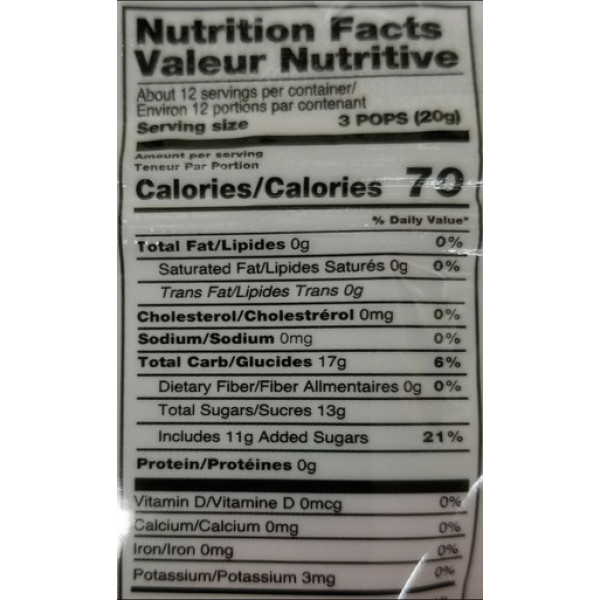 Nutrition Facts
Valeur Nutritive
About 12 servings per container/
Environ 12 portions par contenant
Serving size 3 POPS (20g)
Amount per serving
Teneur Par Portion
Calories/Calories 70
% Daily Value*
Total Fat/Lipides 0g 0%
Saturated Fat/Lipides Saturés 0g 0%
Trans Fat/Lipides Trans 0g
Cholesterol/Cholestrérol 0mg 0%
Sodium/Sodium 0mg 0%
Total Carb/Glucides 17g 6%
Dietary Fiber/Fiber Allmentaires 0g 0%
Total Sugars/Sucres 13g
Includes 11g Added Sugars 21%
Protein/Protéines 0g
Vitamin D/Vitamine D 0mcg 0%
Calcium/Calcium 0mg 0%
Iron/Iron 0mg 0%
Potassium/Potassium 3mg 0%